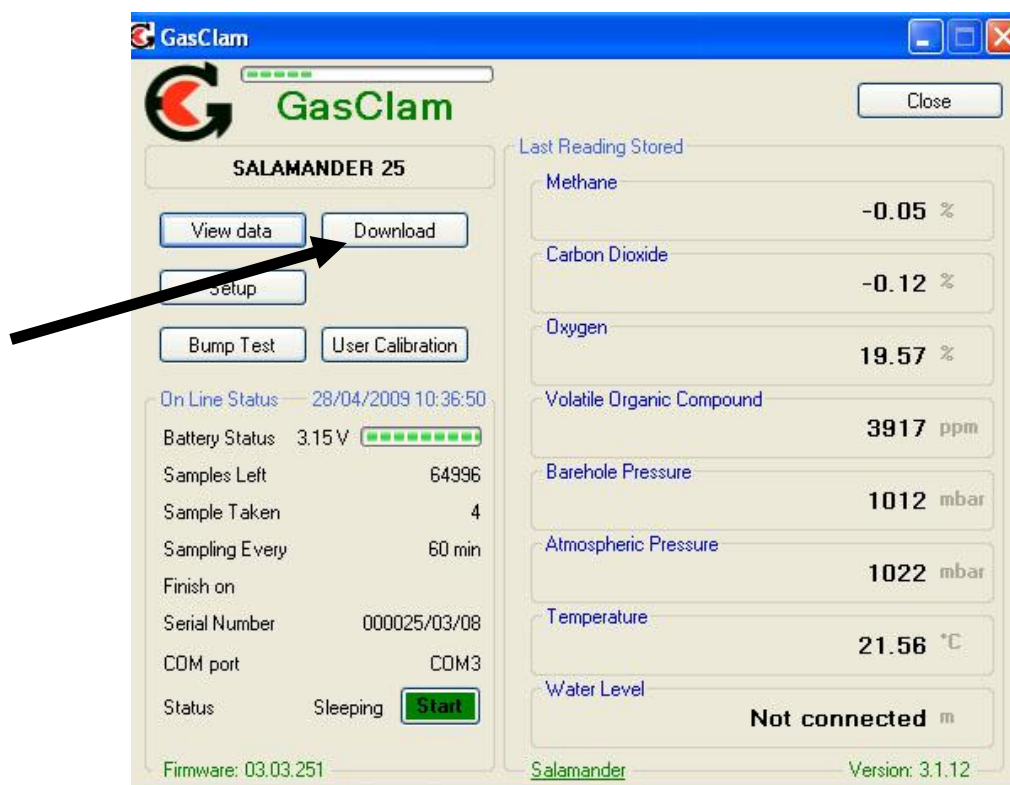 GasClam
GasClam
Close
SALAMANDER 25
View data
Download
Setup
Bump Test
User Calibration
On Line Status 28/04/2009 10:36:50
Battery Status 3.15 V
Samples Left 64996
Sample Taken 4
Sampling Every 60 min
Finish on
Serial Number 000025/03/08
COM port COM3
Status Sleeping Start
Firmware: 03.03.251
Last Reading Stored
Methane
-0.05 %
Carbon Dioxide
-0.12 %
Oxygen
19.57 %
Volatile Organic Compound
3917 ppm
Barehole Pressure
1012 mbar
Atmospheric Pressure
1022 mbar
Temperature
21.56 °C
Water Level
Not connected m
Salamander
Version: 3.1.12